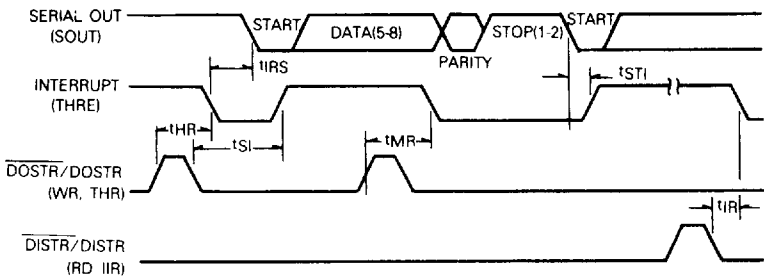 SERIAL OUT
(SOUT)
START
DATA(5-8)
PARITY
STOP(1-2)
START
tIRS
tSTI
INTERRUPT
(THRE)
tHR
tSI
tMR
DOSTR/DOSTR
(WR, THR)
tIR
DISTR/DISTR
(RD IIR)